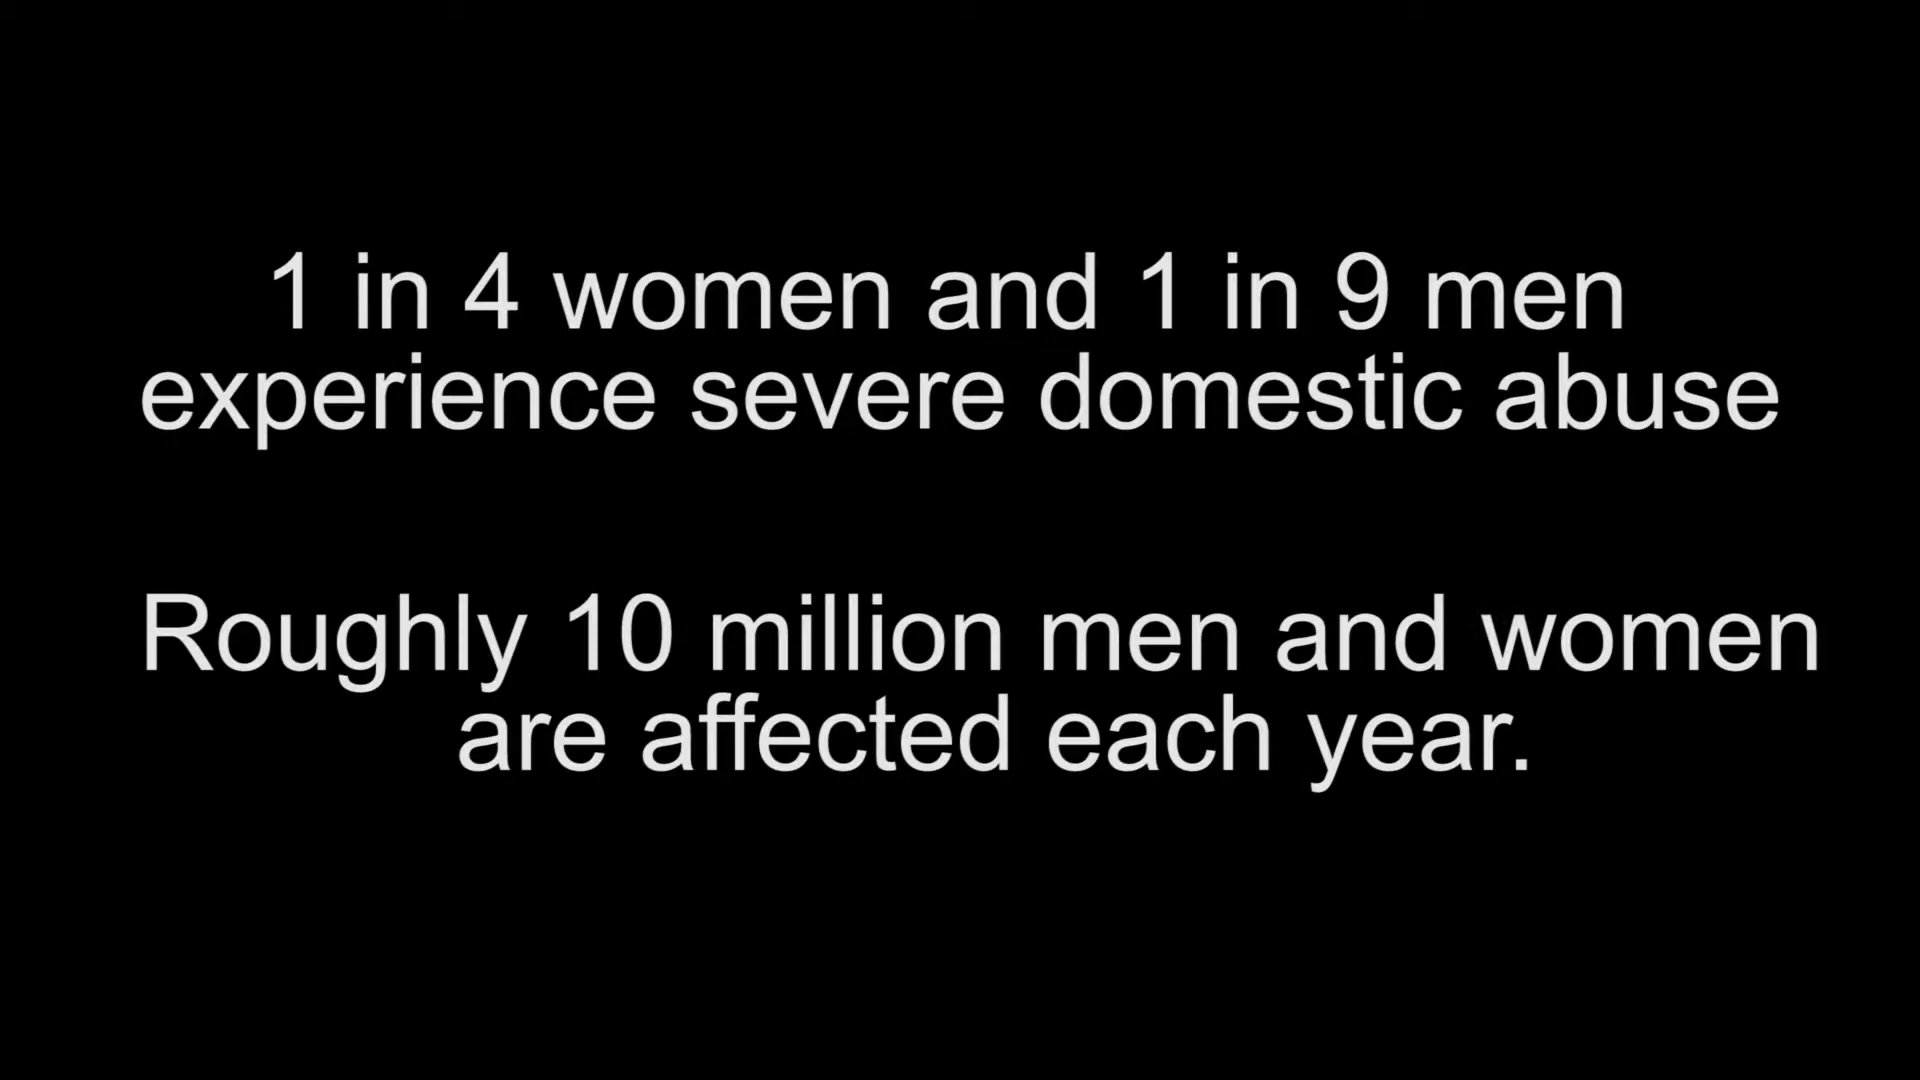 1 in 4 women and 1 in 9 men
experience severe domestic abuse
Roughly 10 million men and women
are affected each year.